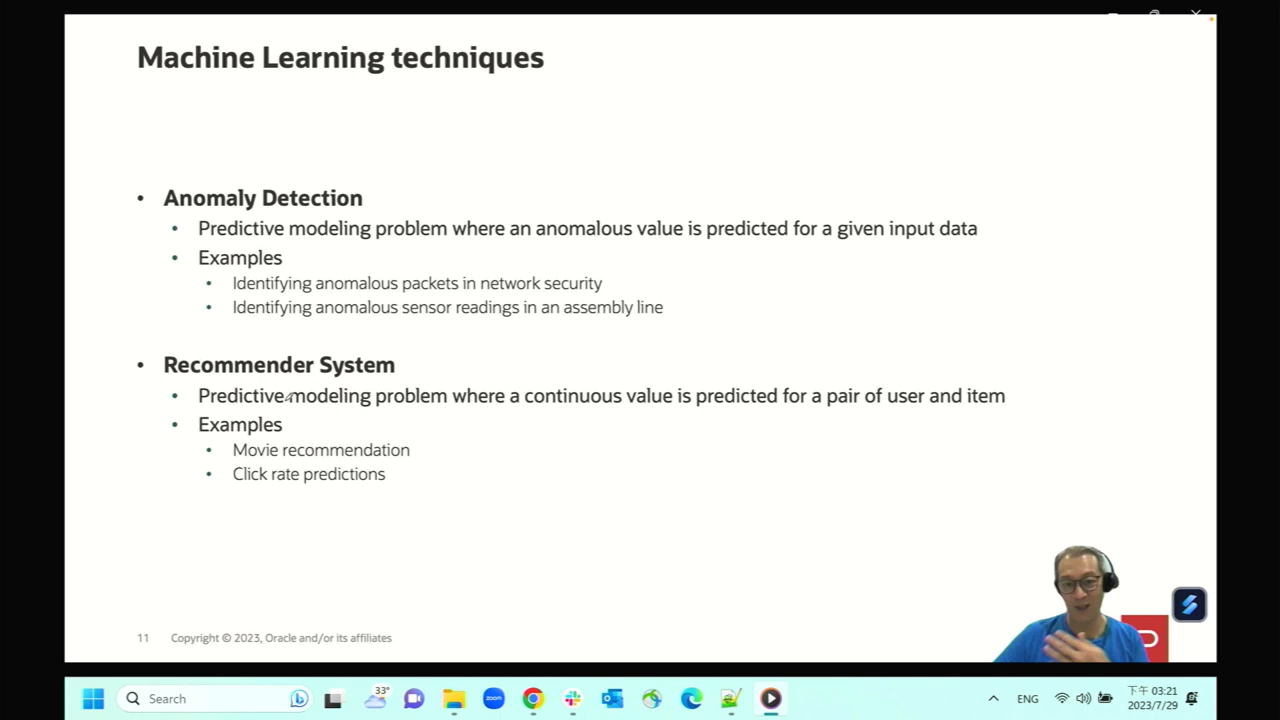 Machine Learning techniques
• Anomaly Detection
• Predictive modeling problem where an anomalous value is predicted for a given input data
• Examples
• Identifying anomalous packets in network security
• Identifying anomalous sensor readings in an assembly line
• Recommender System
• Predictive modeling problem where a continuous value is predicted for a pair of user and item
• Examples
• Movie recommendation
• Click rate predictions
11 Copyright © 2023, Oracle and/or its affiliates
Search 33° zoom ENG 下午 03:21
2023/7/29